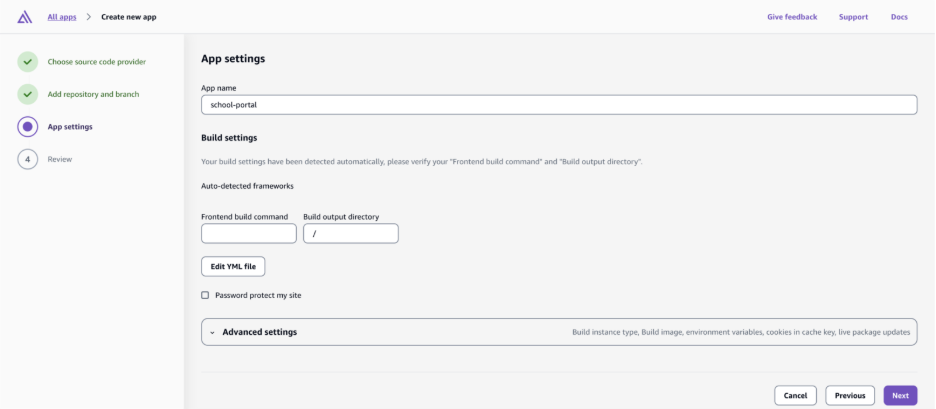 All apps > Create new app
Give feedback Support Docs
Choose source code provider
Add repository and branch
App settings
4 Review
App settings
App name
school-portal
Build settings
Your build settings have been detected automatically, please verify your "Frontend build command" and "Build output directory".
Auto-detected frameworks
Frontend build command Build output directory
/
Edit YML file
Password protect my site
Advanced settings Build instance type, Build image, environment variables, cookies in cache key, live package updates
Cancel Previous Next